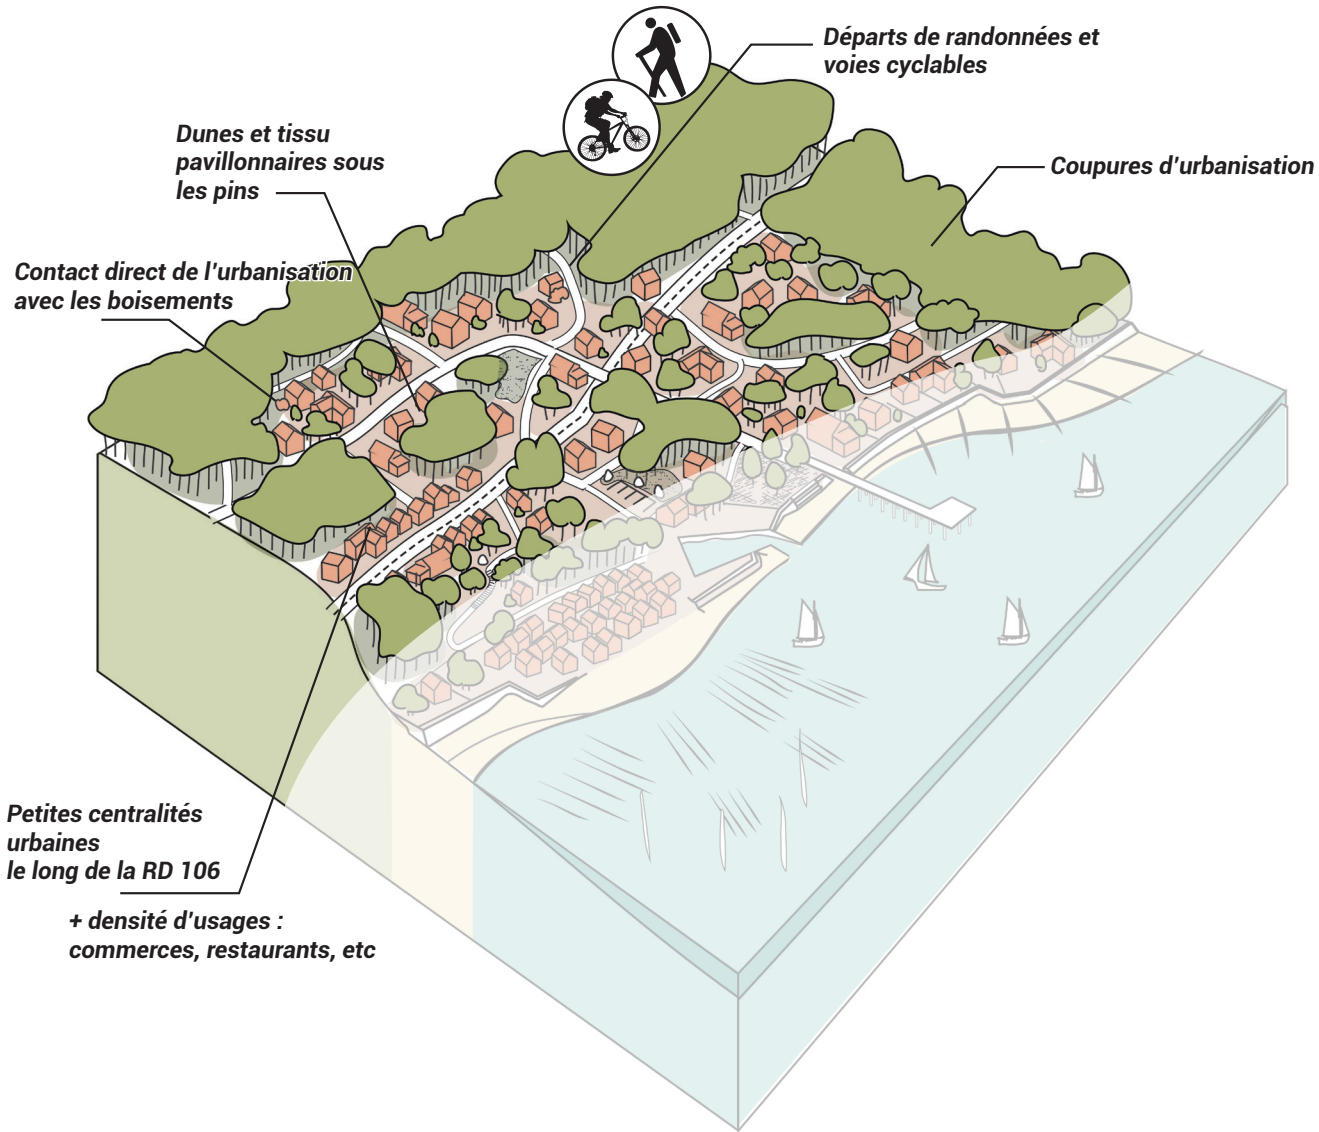 Départs de randonnées et
voies cyclables
Dunes et tissu
pavillonnaires sous
les pins
Coupures d'urbanisation
Contact direct de l'urbanisation
avec les boisements
Petites centralités
urbaines
le long de la RD 106
+ densité d'usages :
commerces, restaurants, etc